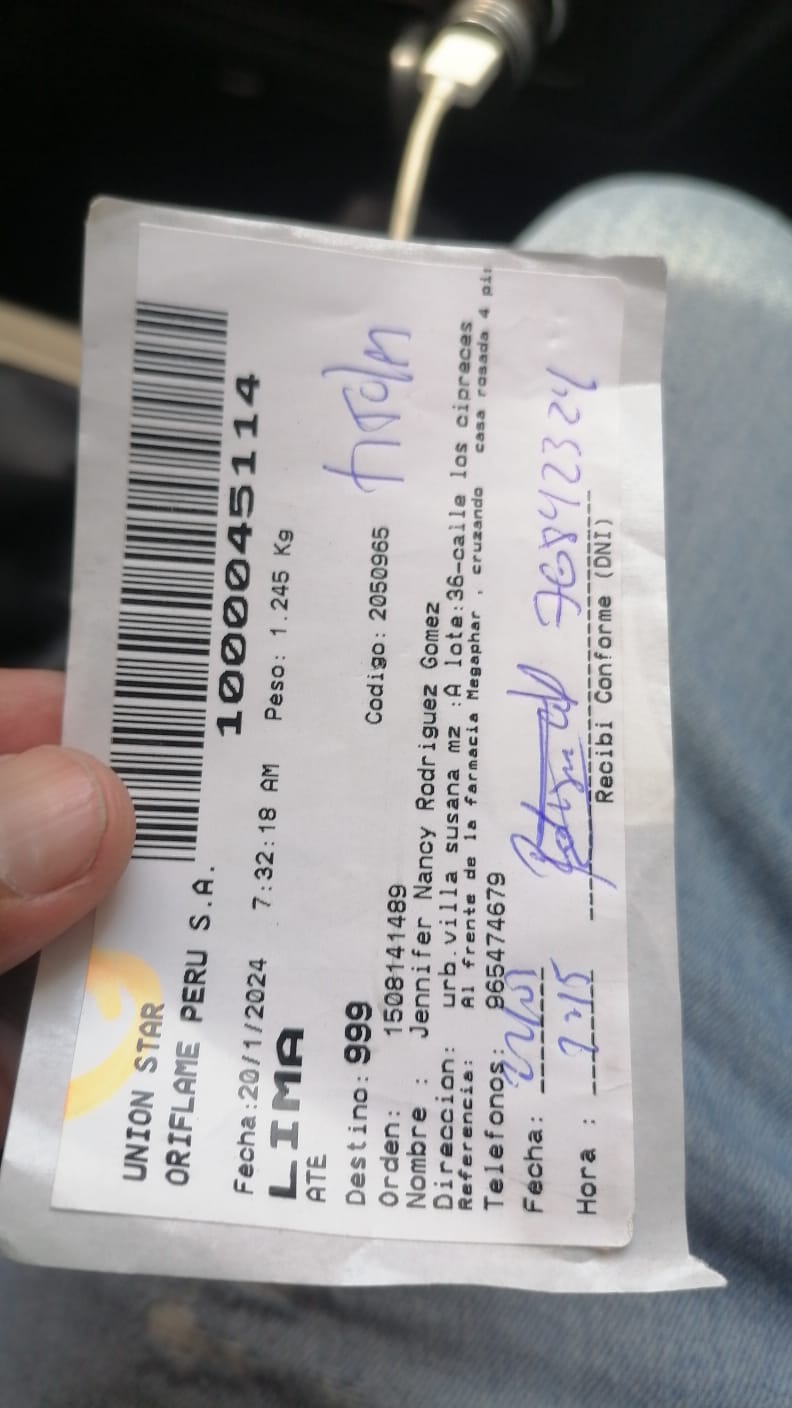 UNION STAR
ORIFLAME PERU S.A.
1000045114
Fecha:20/1/2024 7:32:18 AM Peso: 1.245 Kg
LIMA
ATE
Destino: 999
Orden: 1508141489 Codigo: 2050965
Nombre : Jennifer Nancy Rodriguez Gomez
Direccion: urb.villa susana mz :A lote:36-calle los cipreces
Referencia: Al frente de la farmacia Megaphar , cruzando casa rosada 4 pi
Telefonos: 965474679
Fecha:
Hora : 2:15 76842324
Recibi Conforme (DNI)